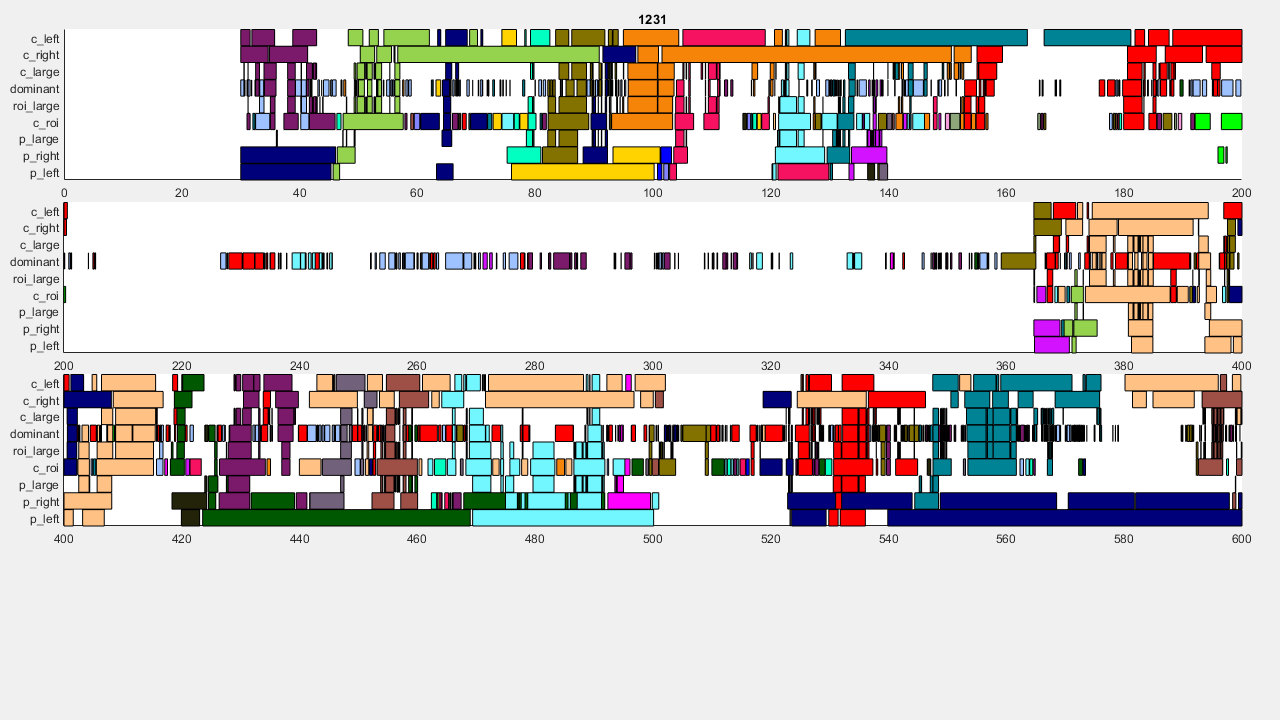 1231
c_left
c_right
c_large
dominant
roi_large
c_roi
p_large
p_right
p_left
0 20 40 60 80 100 120 140 160 180 200
c_left
c_right
c_large
dominant
roi_large
c_roi
p_large
p_right
p_left
200 220 240 260 280 300 320 340 360 380 400
c_left
c_right
c_large
dominant
roi_large
c_roi
p_large
p_right
p_left
400 420 440 460 480 500 520 540 560 580 600